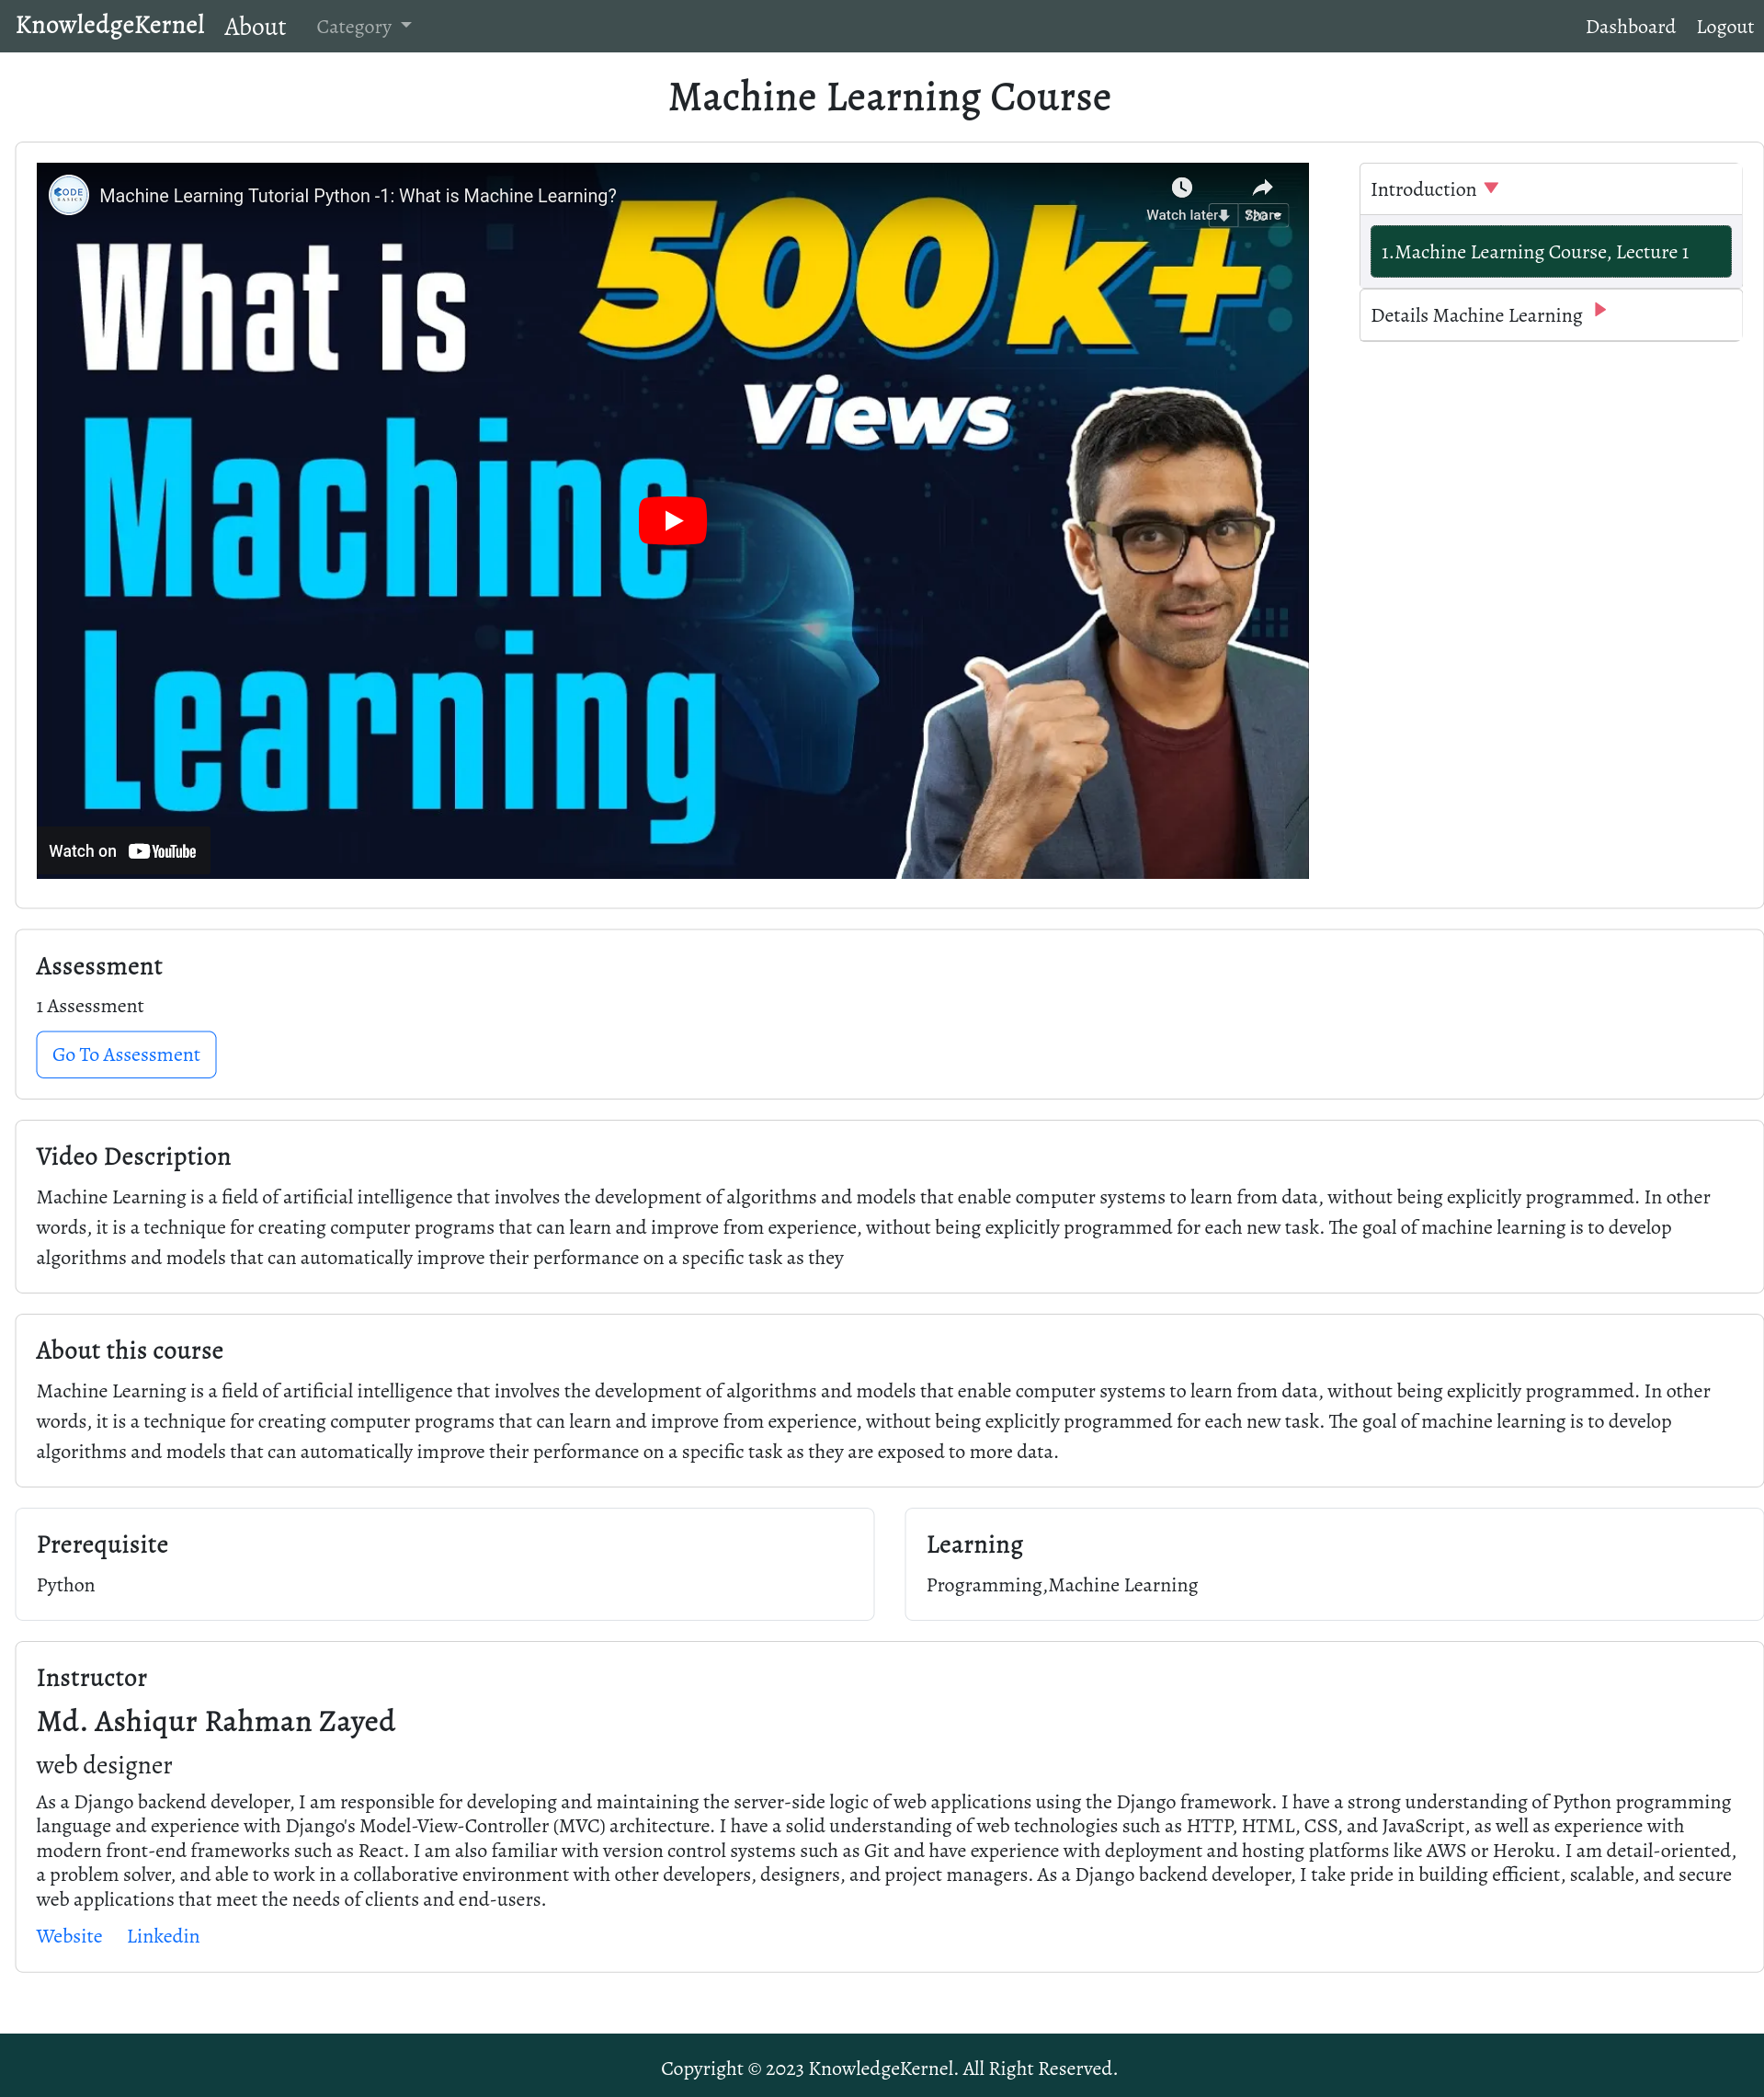 KnowledgeKernel About Category Dashboard Logout
Machine Learning Course
CODE
BASICS
Machine Learning Tutorial Python -1: What is Machine Learning?
Watch later
Share
What is
Machine
Learning
500k+
Views
Watch on YouTube
Introduction
1.Machine Learning Course, Lecture 1
Details Machine Learning
Assessment
1 Assessment
Go To Assessment
Video Description
Machine Learning is a field of artificial intelligence that involves the development of algorithms and models that enable computer systems to learn from data, without being explicitly programmed. In other
words, it is a technique for creating computer programs that can learn and improve from experience, without being explicitly programmed for each new task. The goal of machine learning is to develop
algorithms and models that can automatically improve their performance on a specific task as they
About this course
Machine Learning is a field of artificial intelligence that involves the development of algorithms and models that enable computer systems to learn from data, without being explicitly programmed. In other
words, it is a technique for creating computer programs that can learn and improve from experience, without being explicitly programmed for each new task. The goal of machine learning is to develop
algorithms and models that can automatically improve their performance on a specific task as they are exposed to more data.
Prerequisite
Python
Learning
Programming,Machine Learning
Instructor
Md. Ashiqur Rahman Zayed
web designer
As a Django backend developer, I am responsible for developing and maintaining the server-side logic of web applications using the Django framework. I have a strong understanding of Python programming
language and experience with Django's Model-View-Controller (MVC) architecture. I have a solid understanding of web technologies such as HTTP, HTML, CSS, and JavaScript, as well as experience with
modern front-end frameworks such as React. I am also familiar with version control systems such as Git and have experience with deployment and hosting platforms like AWS or Heroku. I am detail-oriented,
a problem solver, and able to work in a collaborative environment with other developers, designers, and project managers. As a Django backend developer, I take pride in building efficient, scalable, and secure
web applications that meet the needs of clients and end-users.
Website Linkedin
Copyright © 2023 KnowledgeKernel. All Right Reserved.